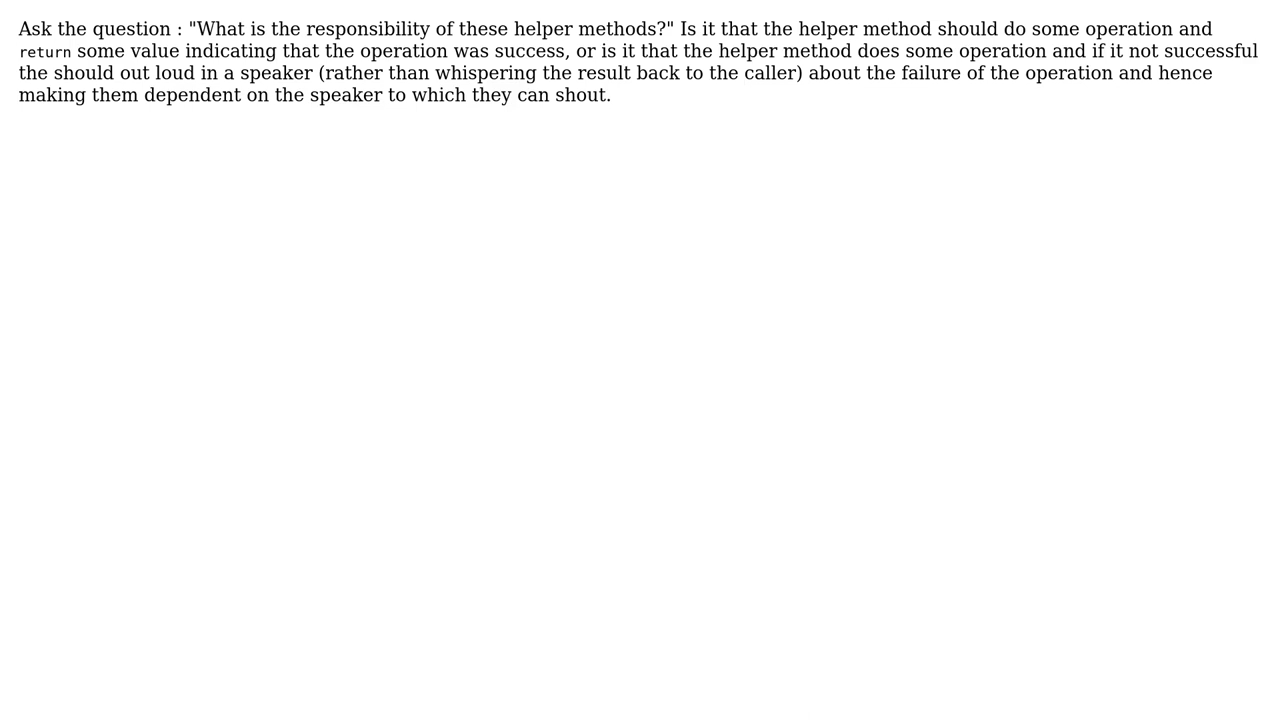 Ask the question : "What is the responsibility of these helper methods?" Is it that the helper method should do some operation and
return some value indicating that the operation was success, or is it that the helper method does some operation and if it not successful
the should out loud in a speaker (rather than whispering the result back to the caller) about the failure of the operation and hence
making them dependent on the speaker to which they can shout.